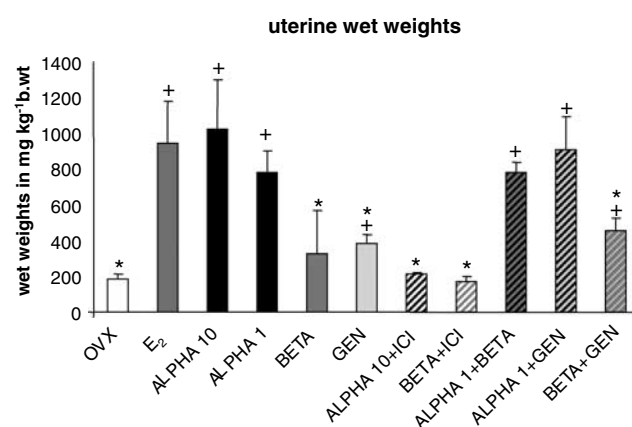 uterine wet weights
wet weights in mg kg⁻¹b.wt
1400
1200
1000
800
600
400
200
0
*
+
+
+
*
*
+
*
*
+
+
*
+
OVX
E₂
ALPHA 10
ALPHA 1
BETA
GEN
ALPHA 10+ICI
BETA+ICI
ALPHA 1+BETA
ALPHA 1+GEN
BETA+GEN